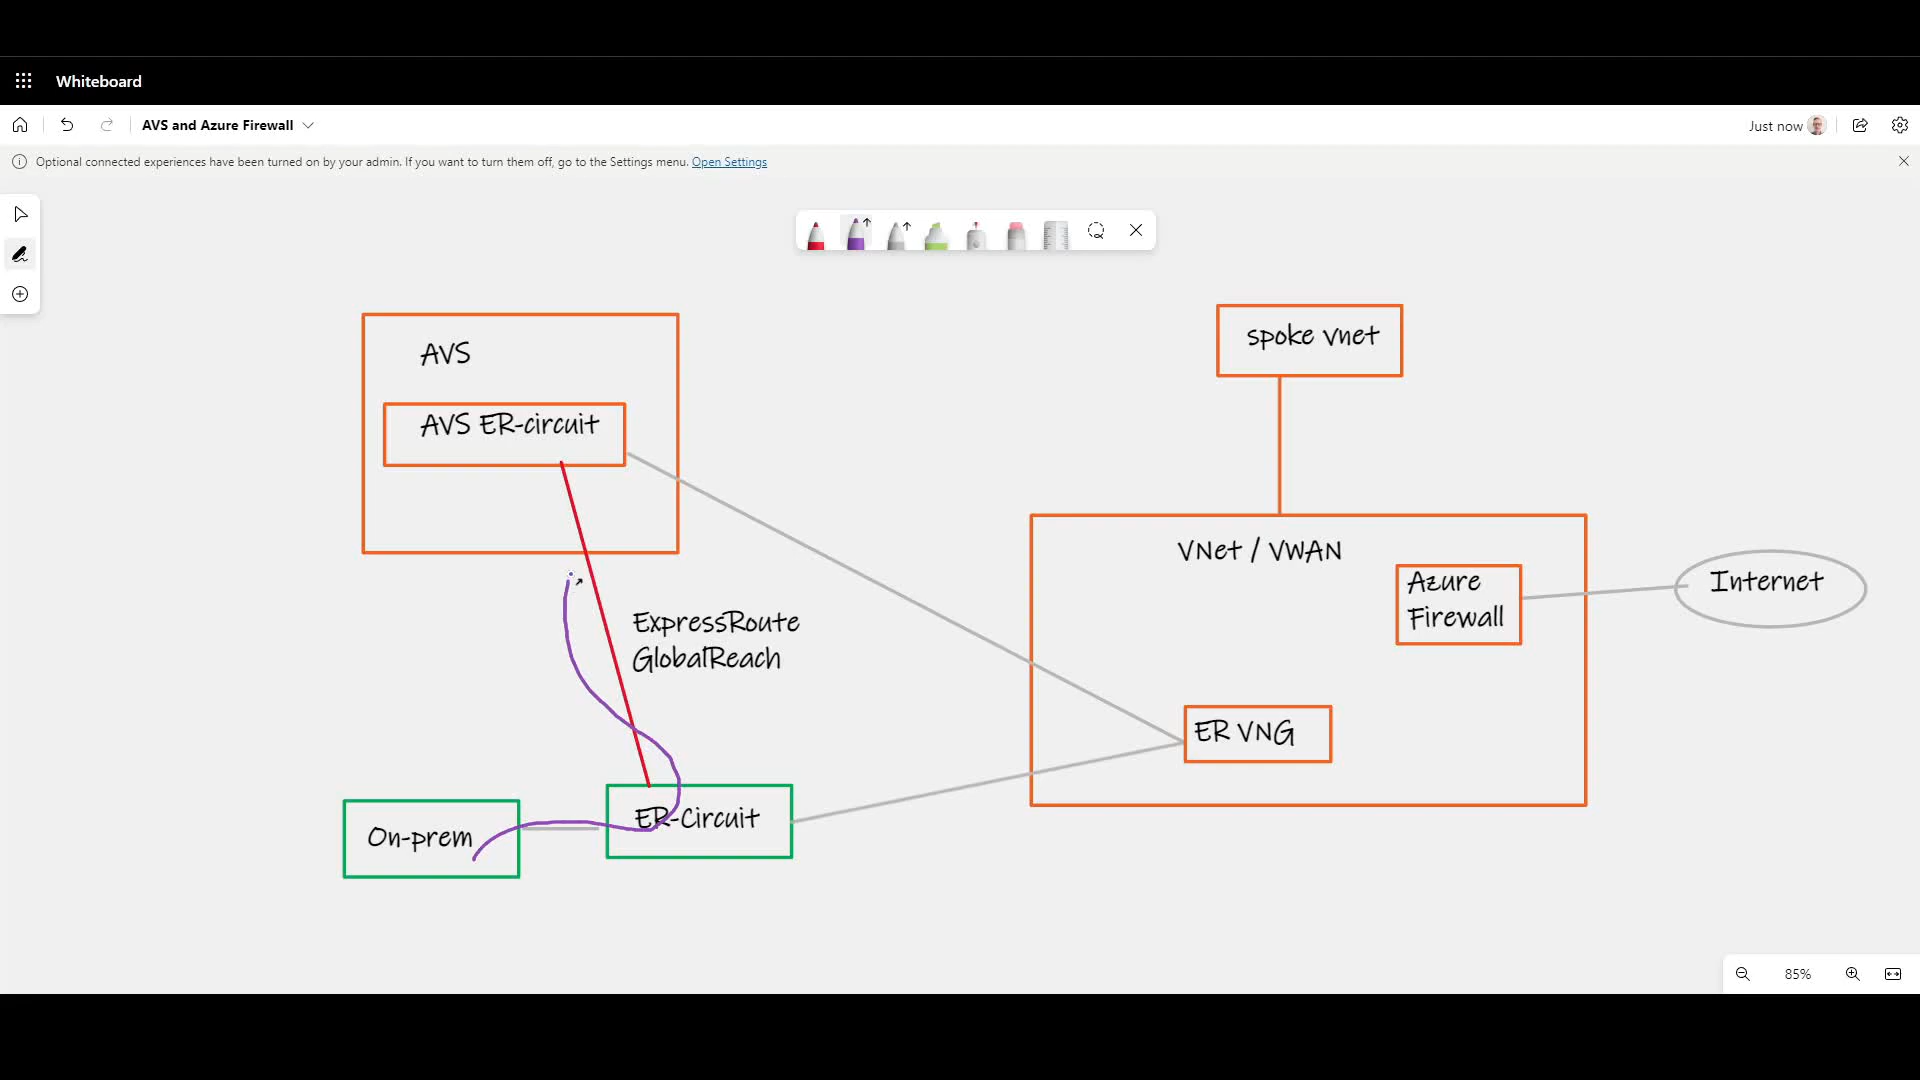 Whiteboard
AVS and Azure Firewall
Just now
Optional connected experiences have been turned on by your admin. If you want to turn them off, go to the Settings menu. Open Settings
spoke vnet
AVS
AVS ER-circuit
VNet / VWAN
Azure
Firewall
Internet
ExpressRoute
GlobalReach
ER VNG
ER-Circuit
On-prem
85%